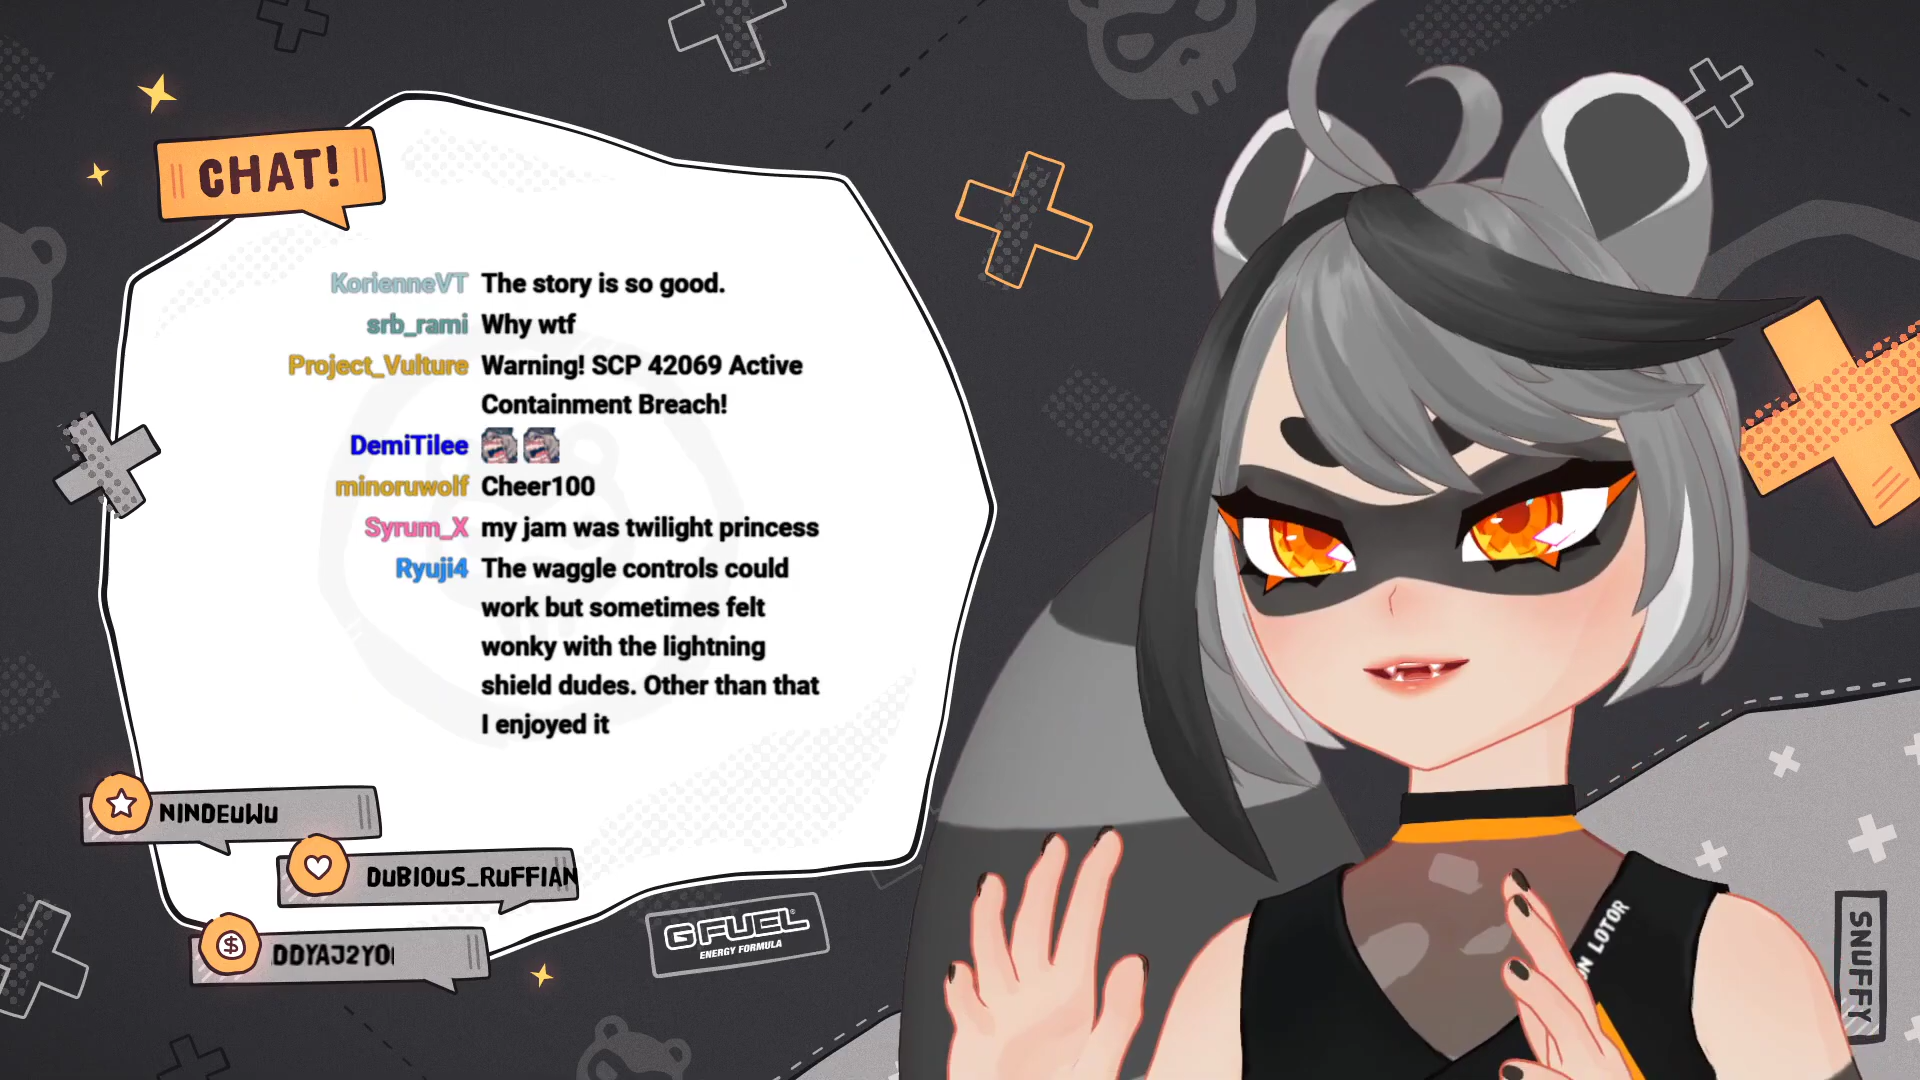 CHAT!
KorienneVT The story is so good.
srb_rami Why wtf
Project_Vulture Warning! SCP 42069 Active
Containment Breach!
DemiTilee
minoruwolf Cheer100
Syrum_X my jam was twilight princess
Ryuji4 The waggle controls could
work but sometimes felt
wonky with the lightning
shield dudes. Other than that
I enjoyed it
NINDEUWU
DUBIOUS_RUFFIAN
G FUEL
ENERGY FORMULA
LOTOR
SNUFFY